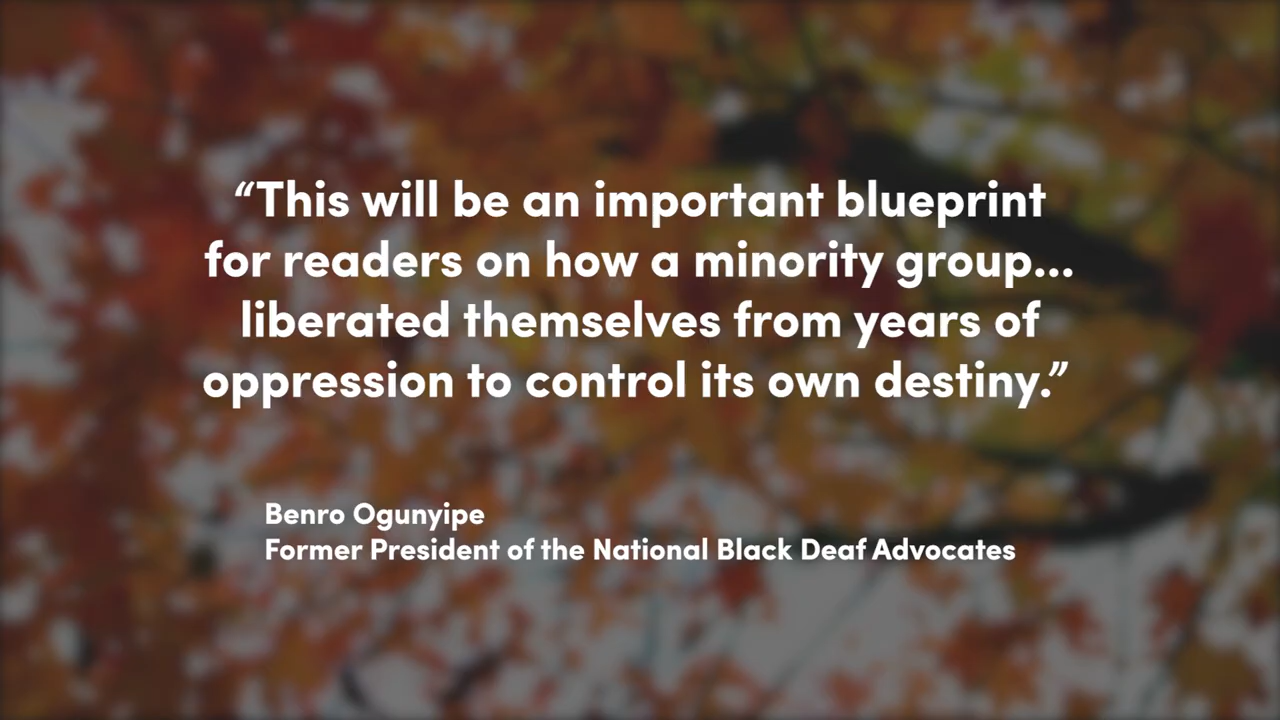 “This will be an important blueprint
for readers on how a minority group...
liberated themselves from years of
oppression to control its own destiny.”
Benro Ogunyipe
Former President of the National Black Deaf Advocates